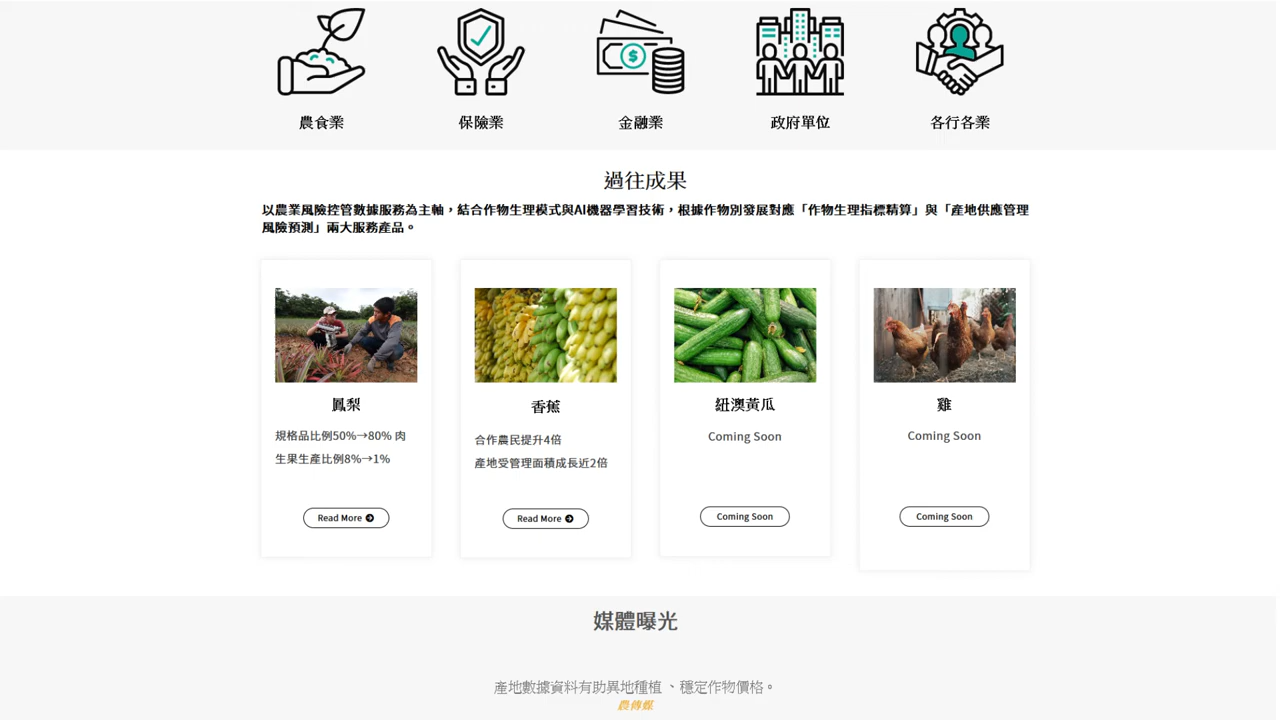 農食業
保險業
金融業
政府單位
各行各業
過往成果
以農業風險控管數據服務為主軸，結合作物生理模式與AI機器學習技術，根據作物別發展對應「作物生理指標精算」與「產地供應管理
風險預測」兩大服務產品。
鳳梨
規格品比例50%→80% 肉
生果生產比例8%→1%
Read More
香蕉
合作農民提升4倍
產地受管理面積成長近2倍
Read More
紐澳黃瓜
Coming Soon
Coming Soon
雞
Coming Soon
Coming Soon
媒體曝光
產地數據資料有助異地種植 、穩定作物價格。
農傳媒